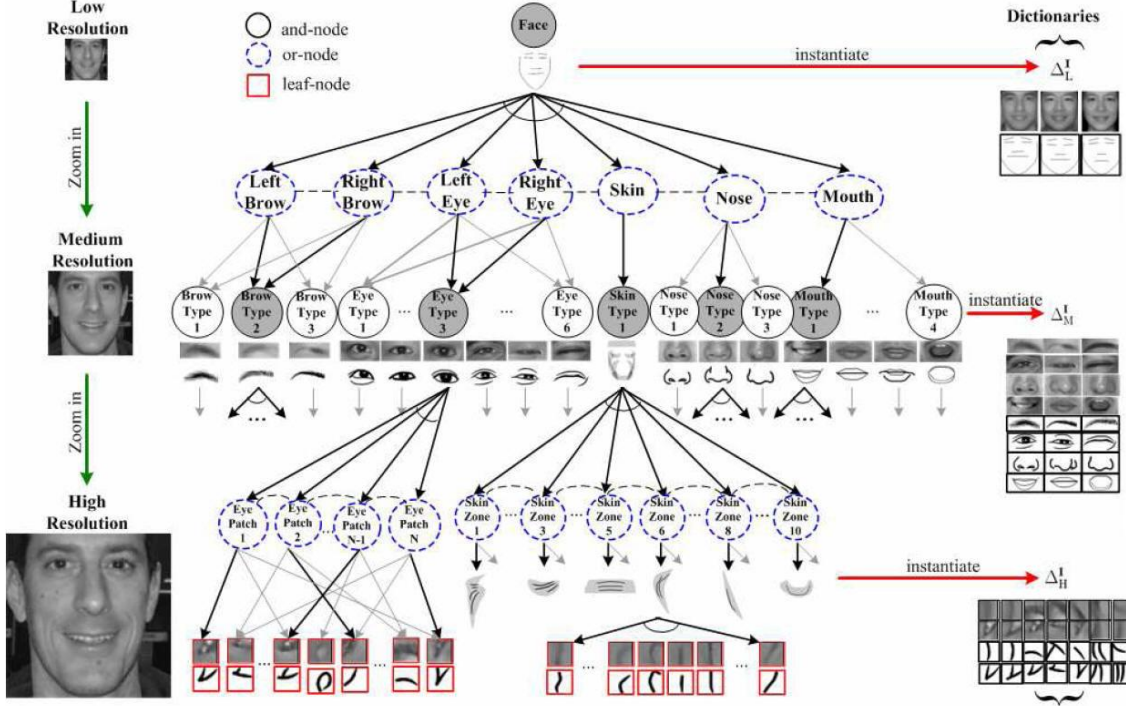 Low
Resolution
and-node
or-node
leaf-node
Face
instantiate
Dictionaries
Δ_L^I
Zoom in
Left
Brow
Right
Brow
Left
Eye
Right
Eye
Skin
Nose
Mouth
Medium
Resolution
Brow
Type
1
Brow
Type
2
Brow
Type
3
Eye
Type
1
...
Eye
Type
3
...
Eye
Type
6
Skin
Type
1
Nose
Type
1
Nose
Type
2
Nose
Type
3
Mouth
Type
1
...
Mouth
Type
4
instantiate
Δ_M^I
...
...
...
Zoom in
High
Resolution
Eye
Patch
1
Eye
Patch
2
...
Eye
Patch
N-1
Eye
Patch
N
Skin
Zone
1
...
Skin
Zone
3
...
Skin
Zone
5
Skin
Zone
6
...
Skin
Zone
8
...
Skin
Zone
10
instantiate
Δ_H^I
...
...
...
...